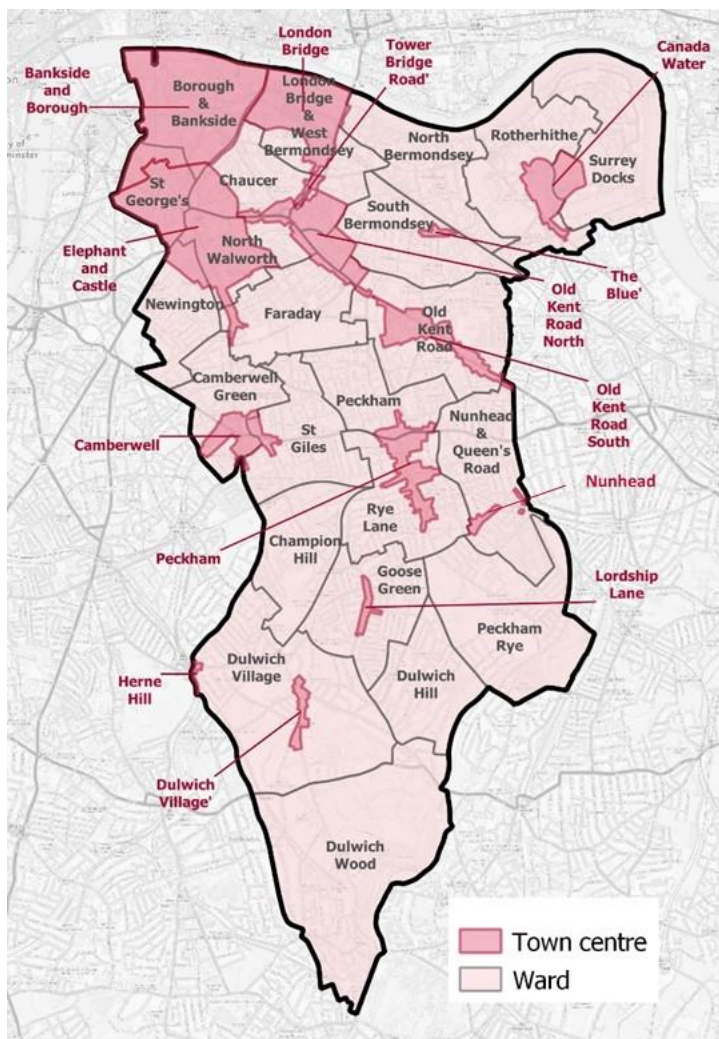 London
Bridge
Tower
Bridge
Road'
Canada
Water
Bankside
and
Borough
Borough
&
Bankside
London
Bridge
&
West
Bermondsey
North
Bermondsey
Rotherhithe
Surrey
Docks
St
George's
Chaucer
South
Bermondsey
Elephant
and
Castle
North
Walworth
The
Blue'
Newington
Faraday
Old
Kent
Road
Old
Kent
Road
North
Camberwell
Green
Peckham
Old
Kent
Road
South
Camberwell
St
Giles
Nunhead
&
Queen's
Road
Nunhead
Peckham
Rye
Lane
Champion
Hill
Goose
Green
Lordship
Lane
Peckham
Rye
Herne
Hill
Dulwich
Village
Dulwich
Hill
Dulwich
Village'
Dulwich
Wood
Town centre
Ward